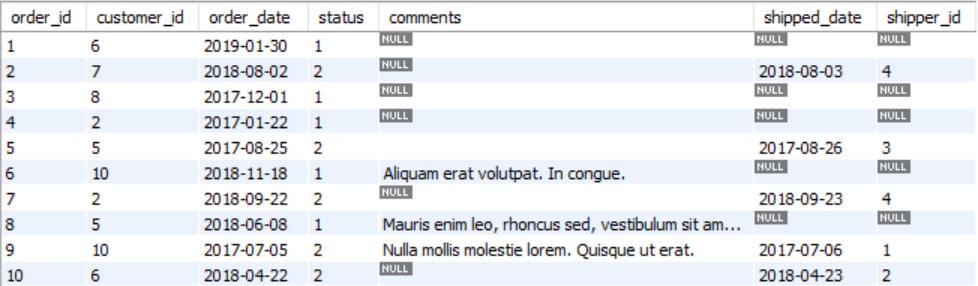 order_id customer_id order_date status comments shipped_date shipper_id
1 6 2019-01-30 1 NULL NULL NULL
2 7 2018-08-02 2 NULL 2018-08-03 4
3 8 2017-12-01 1 NULL NULL NULL
4 2 2017-01-22 1 NULL NULL NULL
5 5 2017-08-25 2 2017-08-26 3
6 10 2018-11-18 1 Aliquam erat volutpat. In congue. NULL NULL
7 2 2018-09-22 2 NULL 2018-09-23 4
8 5 2018-06-08 1 Mauris enim leo, rhoncus sed, vestibulum sit am... NULL NULL
9 10 2017-07-05 2 Nulla mollis molestie lorem. Quisque ut erat. 2017-07-06 1
10 6 2018-04-22 2 NULL 2018-04-23 2